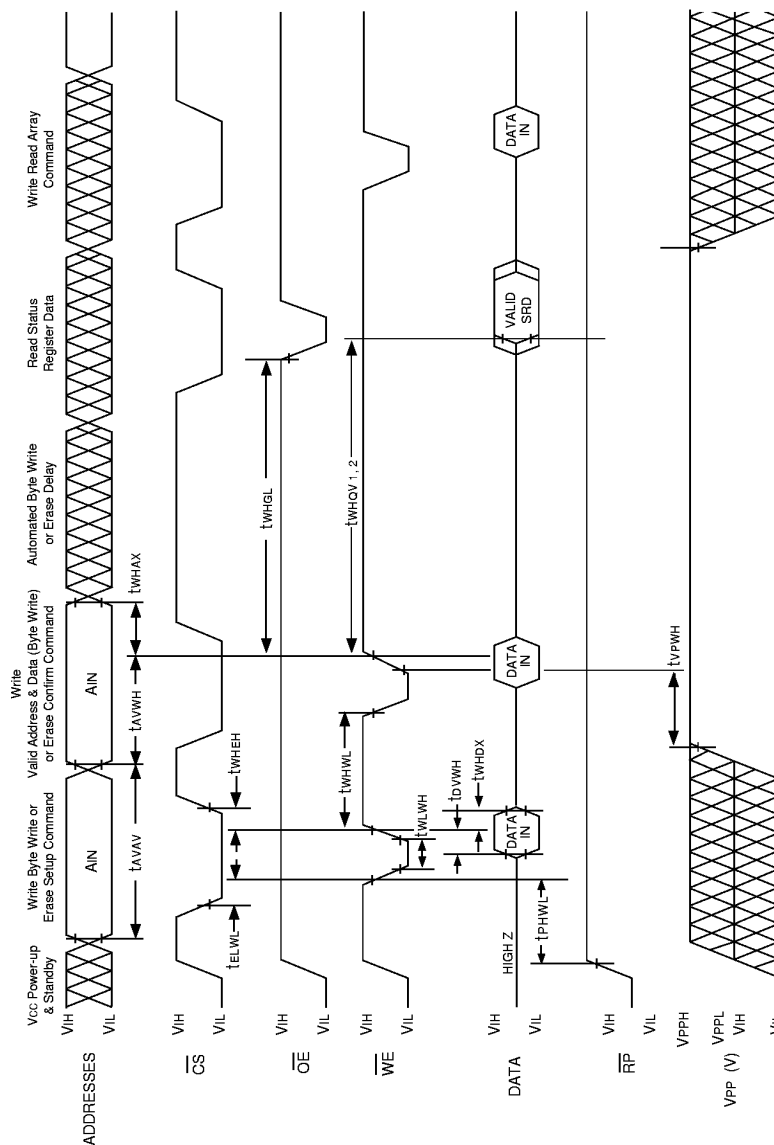 Vcc Power-up
& Standby
Write Byte Write or
Erase Setup Command
Write
Valid Address & Data (Byte Write)
or Erase Confirm Command
Automated Byte Write
or Erase Delay
Read Status
Register Data
Write Read Array
Command
ADDRESSES
VIH
VIL
AIN
AIN
tAVAV
tAVWH
tWHAX
CS
VIH
VIL
tELWL
tWHEH
OE
VIH
VIL
tWHGL
WE
VIH
VIL
tWHWL
tWHQV 1, 2
tWLWH
tDVWH
tWHDX
DATA
VIH
VIL
HIGH Z
DATA
IN
DATA
IN
VALID
SRD
DATA
IN
tPHWL
RP
VIH
VIL
tVPWH
VPP (V)
VPPH
VPPL
VIH